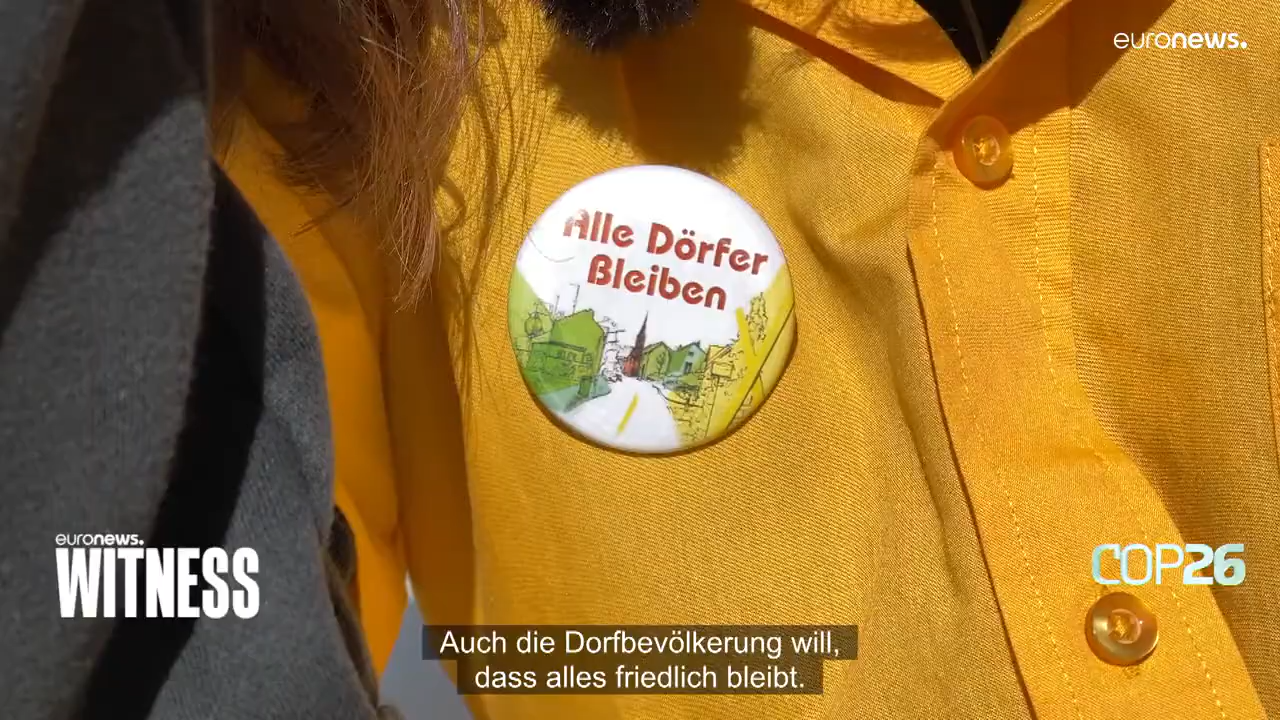 euronews.
Alle Dörfer
Bleiben
euronews.
WITNESS
COP26
Auch die Dorfbevölkerung will,
dass alles friedlich bleibt.